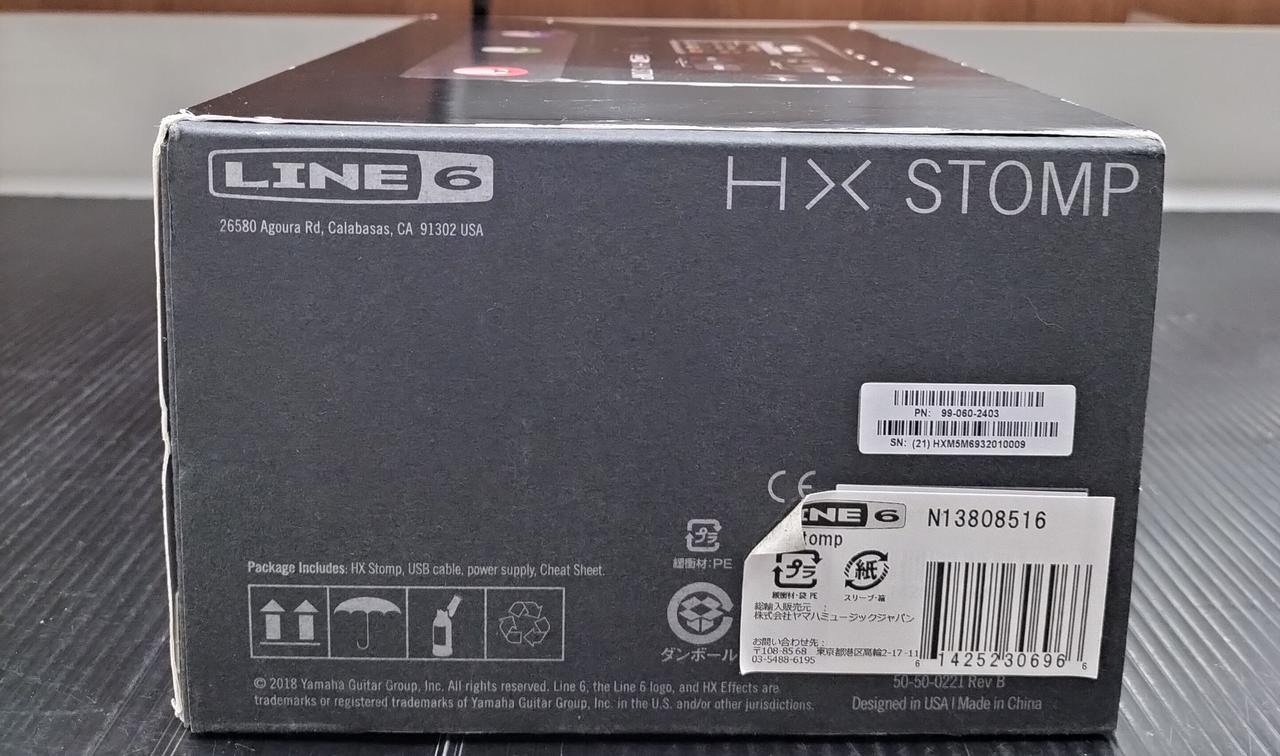 LINE 6
26580 Agoura Rd, Calabasas, CA 91302 USA
HX STOMP
PN: 99-060-2403
SN: (21) HXM5M6932010009
CE
LINE 6
N13808516
tomp
プラ
緩衝材・袋 PE
紙
スリーブ・箱
総輸入販売元 :
株式会社ヤマハミュージックジャパン
お問い合わせ先 :
〒108-8568 東京都港区高輪2-17-11
03-5488-6195
6 14252 30696 6
プラ
緩衝材:PE
ダンボール
Package Includes: HX Stomp, USB cable, power supply, Cheat Sheet.
© 2018 Yamaha Guitar Group, Inc. All rights reserved. Line 6, the Line 6 logo, and HX Effects are
trademarks or registered trademarks of Yamaha Guitar Group, Inc. in the U.S. and/or other jurisdictions.
50-50-0221 Rev B
Designed in USA | Made in China